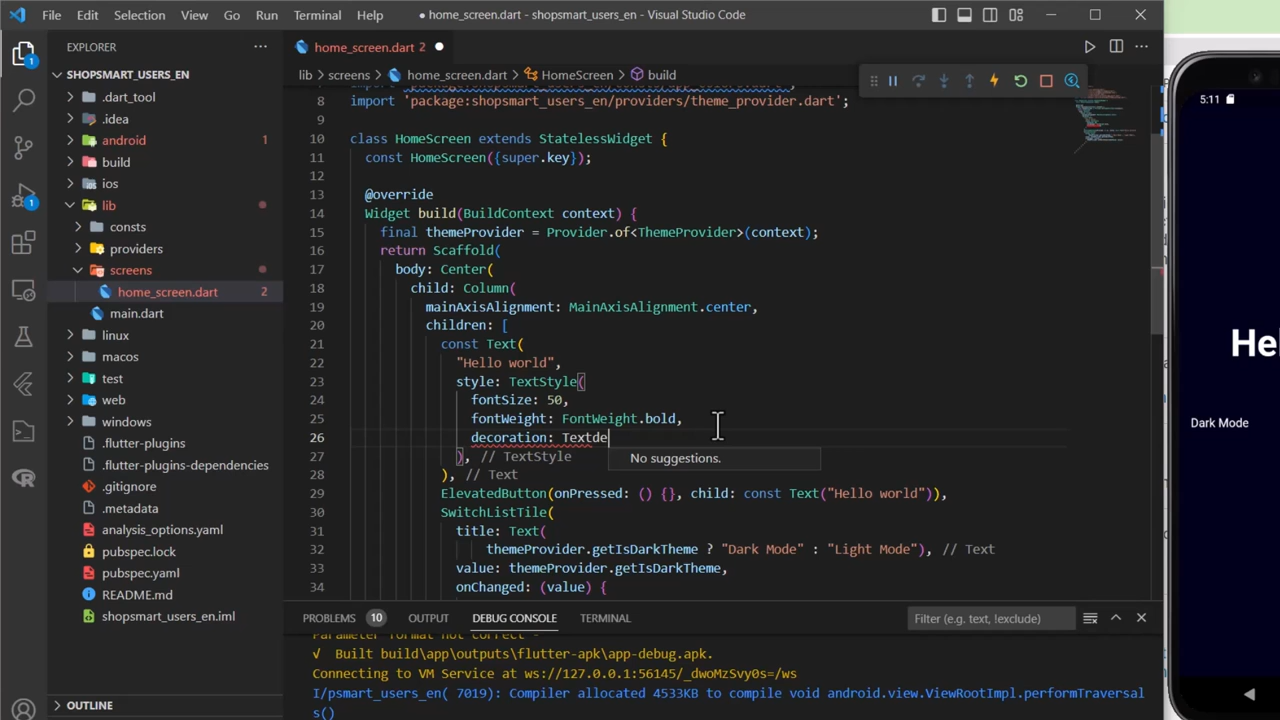 File Edit Selection View Go Run Terminal Help ● home_screen.dart - shopsmart_users_en - Visual Studio Code
EXPLORER
SHOPSMART_USERS_EN
.dart_tool
.idea
android 1
build
ios
lib
consts
providers
screens
home_screen.dart 2
main.dart
linux
macos
test
web
windows
.flutter-plugins
.flutter-plugins-dependencies
.gitignore
.metadata
analysis_options.yaml
pubspec.lock
pubspec.yaml
README.md
shopsmart_users_en.iml
OUTLINE
1
1
home_screen.dart 2 ●
lib > screens > home_screen.dart > HomeScreen > build
8 import 'package:shopsmart_users_en/providers/theme_provider.dart';
9
10 class HomeScreen extends StatelessWidget {
11 const HomeScreen({super.key});
12
13 @override
14 Widget build(BuildContext context) {
15 final themeProvider = Provider.of<ThemeProvider>(context);
16 return Scaffold(
17 body: Center(
18 child: Column(
19 mainAxisAlignment: MainAxisAlignment.center,
20 children: [
21 const Text(
22 "Hello world",
23 style: TextStyle(
24 fontSize: 50,
25 fontWeight: FontWeight.bold,
26 decoration: Textde
27 ), // TextStyle
No suggestions.
28 ), // Text
29 ElevatedButton(onPressed: () {}, child: const Text("Hello world")),
30 SwitchListTile(
31 title: Text(
32 themeProvider.getIsDarkTheme ? "Dark Mode" : "Light Mode"), // Text
33 value: themeProvider.getIsDarkTheme,
34 onChanged: (value) {
PROBLEMS 10 OUTPUT DEBUG CONSOLE TERMINAL Filter (e.g. text, !exclude)
Parameter format not correct -
√ Built build\app\outputs\flutter-apk\app-debug.apk.
Connecting to VM Service at ws://127.0.0.1:56145/_dwoMzSvy0s=/ws
I/psmart_users_en( 7019): Compiler allocated 4533KB to compile void android.view.ViewRootImpl.performTraversal
s()
5:11
Hel
Dark Mode